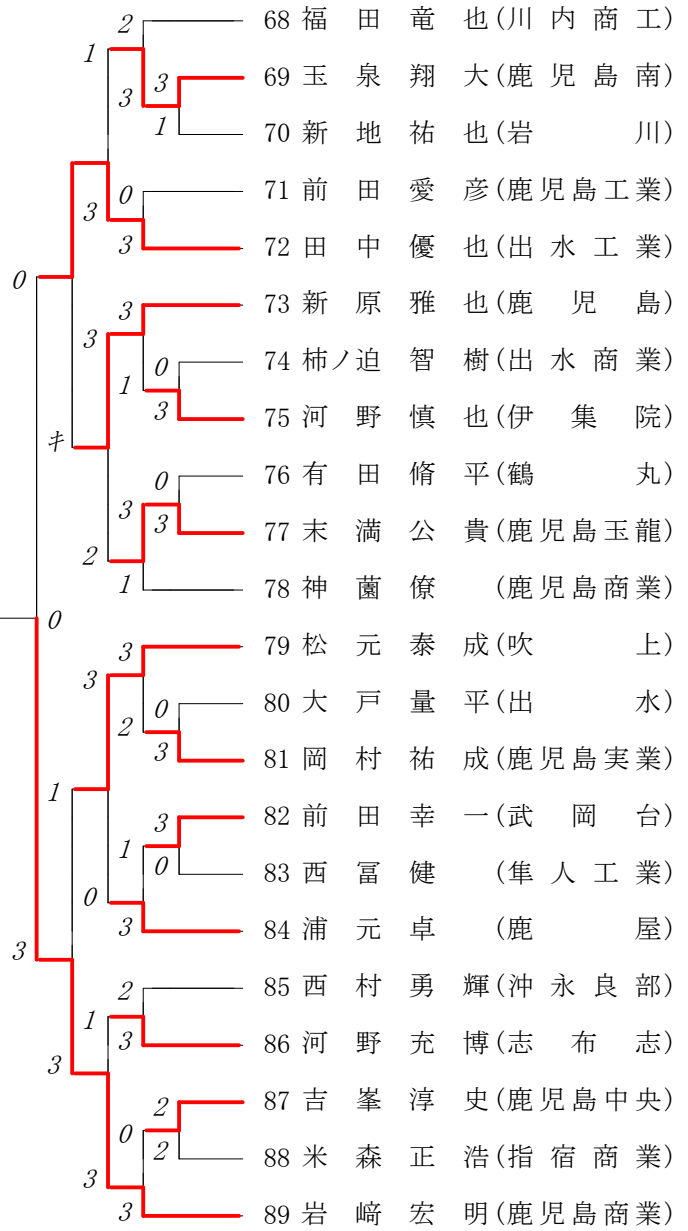 2 68 福田竜也(川内商工)
1
3 69 玉泉翔大(鹿児島南)
3
1 70 新地祐也(岩川)
0 71 前田愛彦(鹿児島工業)
3
3 72 田中優也(出水工業)
0
3 73 新原雅也(鹿児島)
3
0 74 柿ノ迫智樹(出水商業)
1
3 75 河野慎也(伊集院)
キ
0 76 有田脩平(鶴丸)
3
3 77 末満公貴(鹿児島玉龍)
2
1 78 神薗僚(鹿児島商業)
0
3 79 松元泰成(吹上)
3
0 80 大戸量平(出水)
2
3 81 岡村祐成(鹿児島実業)
1
3 82 前田幸一(武岡台)
1
0 83 西冨健(隼人工業)
0
3 84 浦元卓(鹿屋)
3
2 85 西村勇輝(沖永良部)
1
3 86 河野充博(志布志)
3
2 87 吉峯淳史(鹿児島中央)
0
2 88 米森正浩(指宿商業)
3
3 89 岩﨑宏明(鹿児島商業)